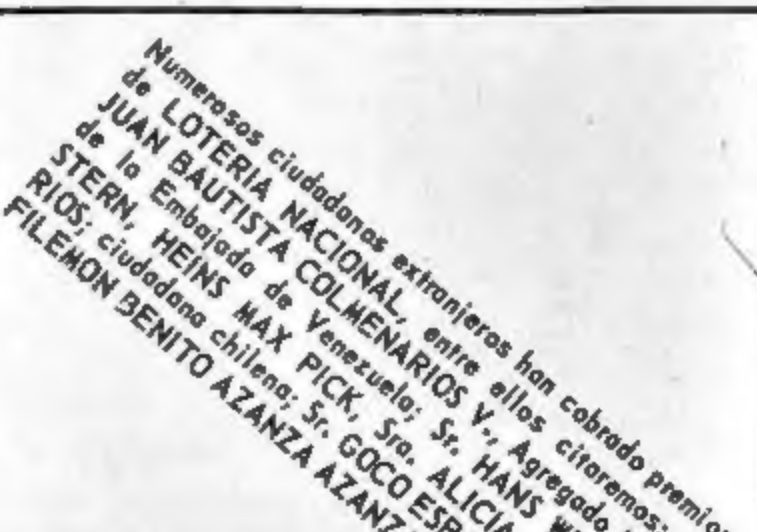 Numerosos ciudadanos extranjeros han cobrado premios
de LOTERIA NACIONAL, entre ellos citaremos:
JUAN BAUTISTA COLMENARIOS V., Agregado
de la Embajada de Venezuela; Sr. HANS
STERN, HEINS MAX PICK, Sra. ALICIA
RIOS; ciudadana chilena; Sr. GOCO
FILEMON BENITO AZANZA